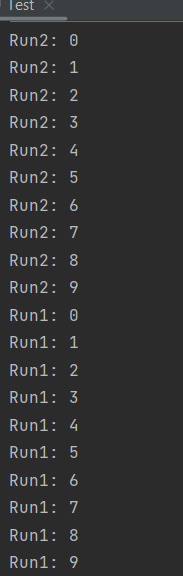 Test
Run2: 0
Run2: 1
Run2: 2
Run2: 3
Run2: 4
Run2: 5
Run2: 6
Run2: 7
Run2: 8
Run2: 9
Run1: 0
Run1: 1
Run1: 2
Run1: 3
Run1: 4
Run1: 5
Run1: 6
Run1: 7
Run1: 8
Run1: 9